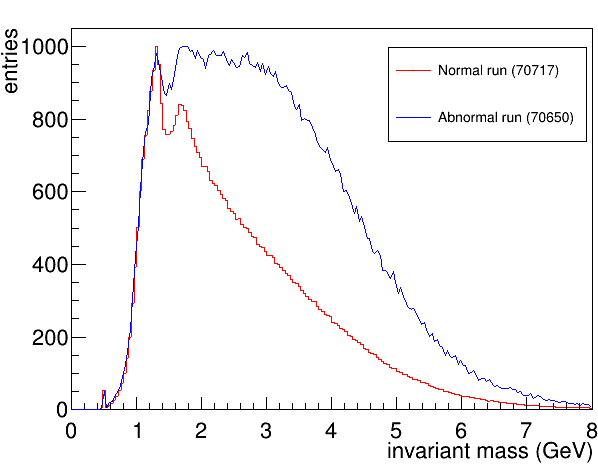 entries
1000
800
600
400
200
0
Normal run (70717)
Abnormal run (70650)
0 1 2 3 4 5 6 7 8
invariant mass (GeV)